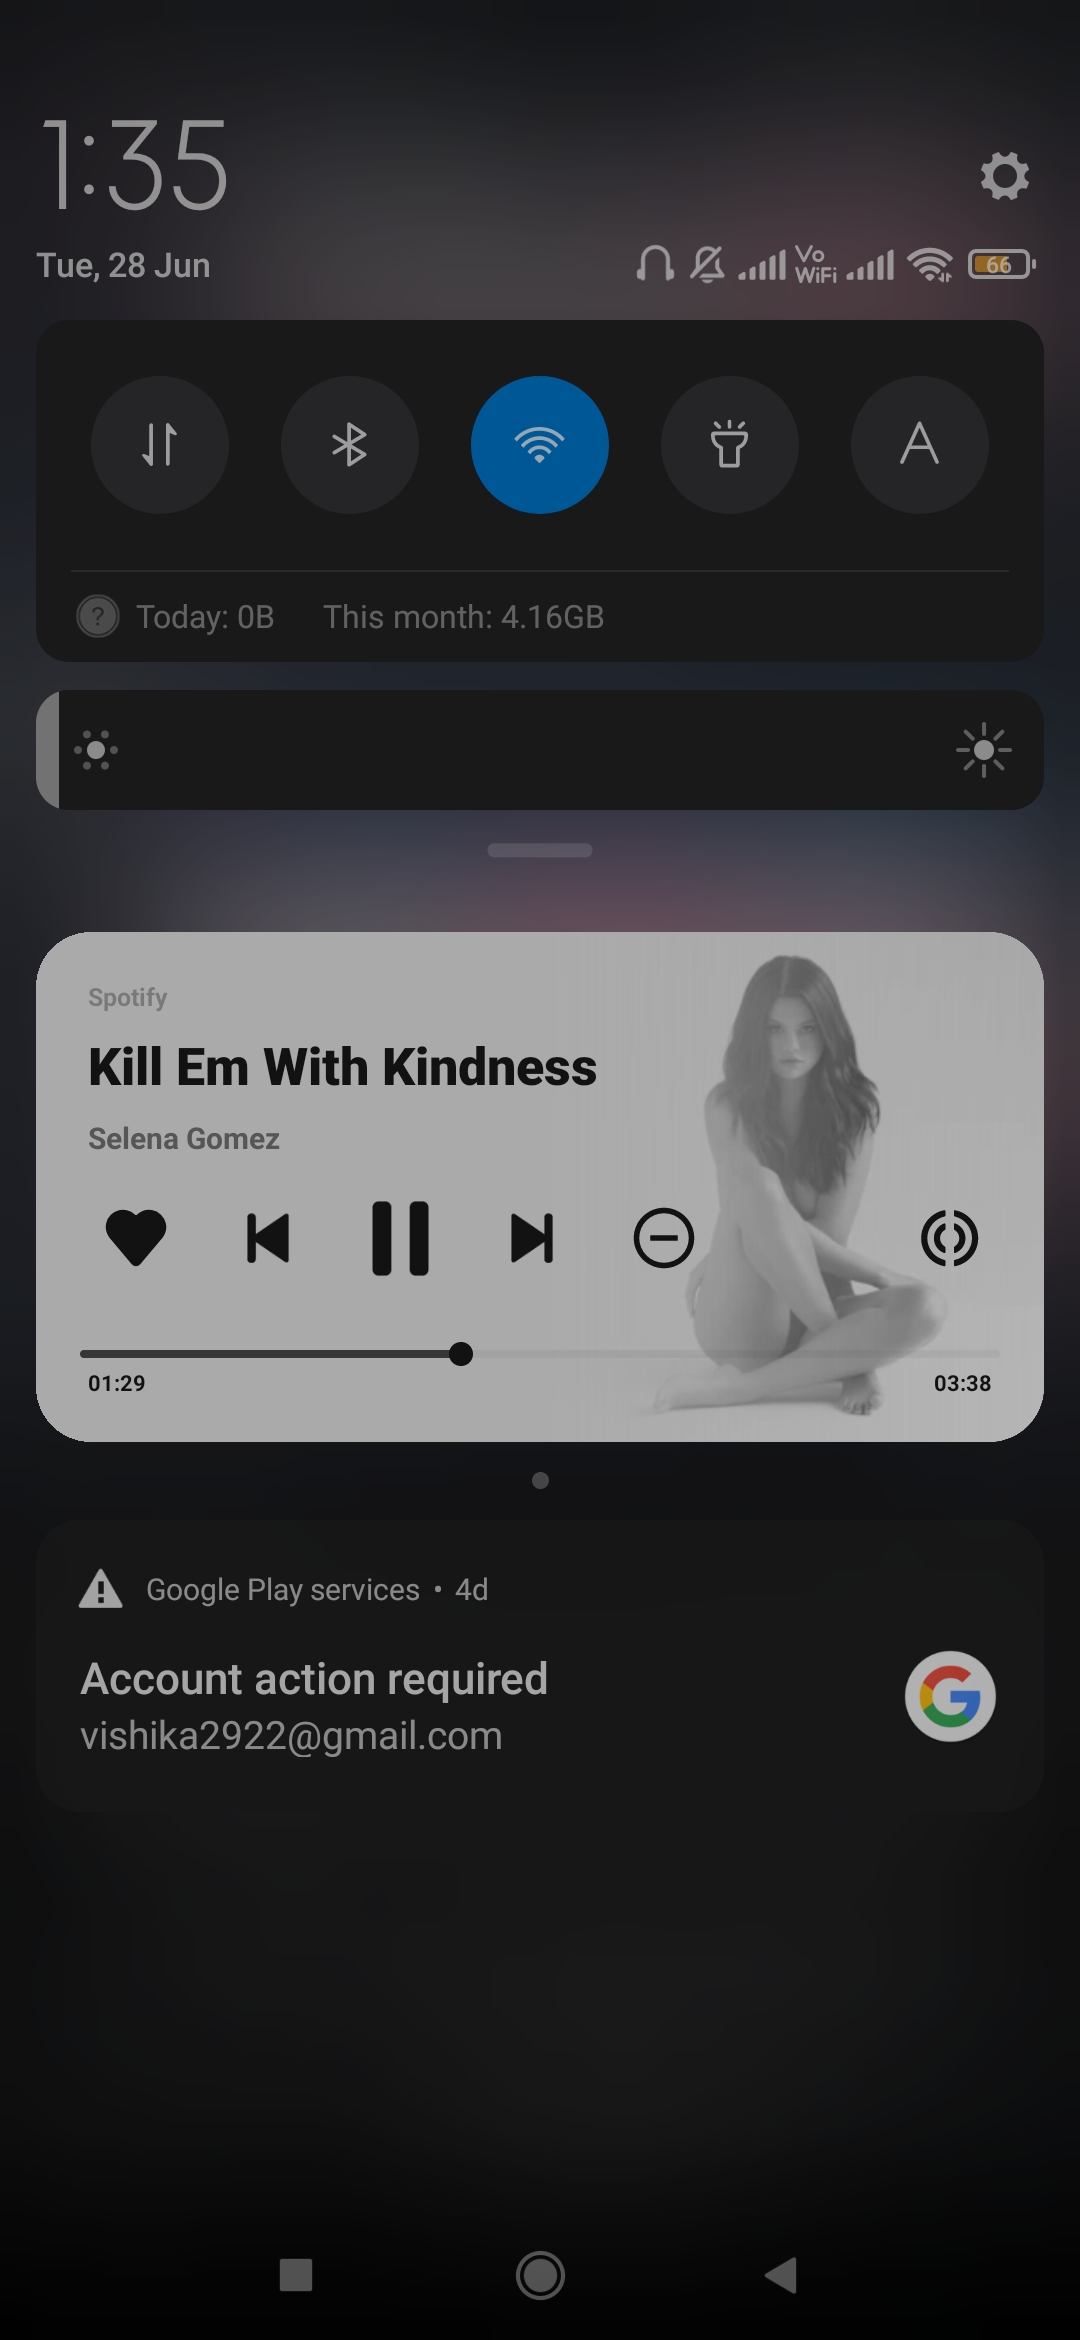 1:35
Tue, 28 Jun
Vo
WiFi
66
A
? Today: 0B This month: 4.16GB
Spotify
Kill Em With Kindness
Selena Gomez
01:29 03:38
Google Play services • 4d
Account action required
vishika2922@gmail.com